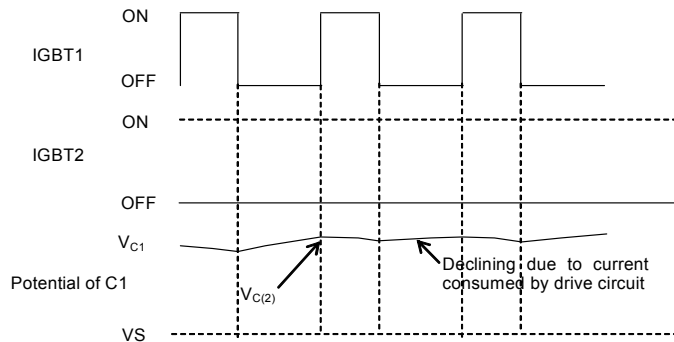 ON
IGBT1
OFF
ON
IGBT2
OFF
VC1
Declining due to current
consumed by drive circuit
Potential of C1
VC(2)
VS